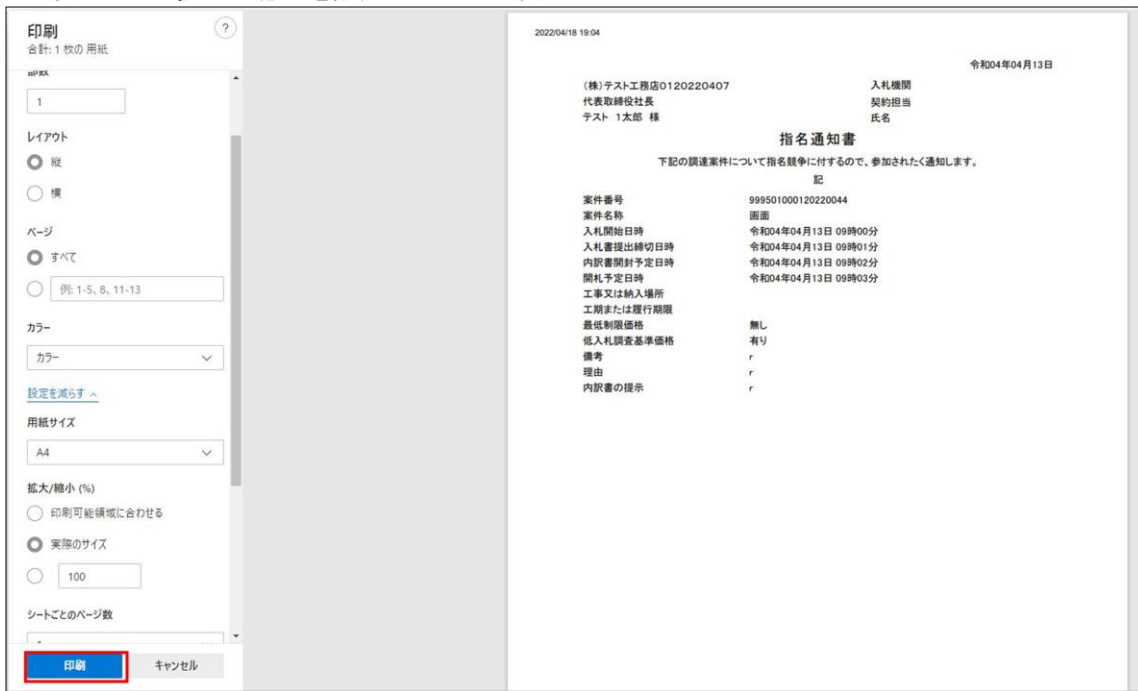 印刷
?
合計: 1 枚の 用紙
部数
1
レイアウト
縦
横
ページ
すべて
例: 1-5、8、11-13
カラー
カラー
設定を減らす
用紙サイズ
A4
拡大/縮小 (%)
印刷可能領域に合わせる
実際のサイズ
100
シートごとのページ数
印刷
キャンセル
2022/04/18 19:04
令和04年04月13日
(株)テスト工務店0120220407 入札機関
代表取締役社長 契約担当
テスト 1太郎 様 氏名
指名通知書
下記の調達案件について指名競争に付するので、参加されたく通知します。
記
案件番号 999501000120220044
案件名称 画面
入札開始日時 令和04年04月13日 09時00分
入札書提出締切日時 令和04年04月13日 09時01分
内訳書開封予定日時 令和04年04月13日 09時02分
開札予定日時 令和04年04月13日 09時03分
工事又は納入場所
工期または履行期限
最低制限価格 無し
低入札調査基準価格 有り
備考 r
理由 r
内訳書の提示 r